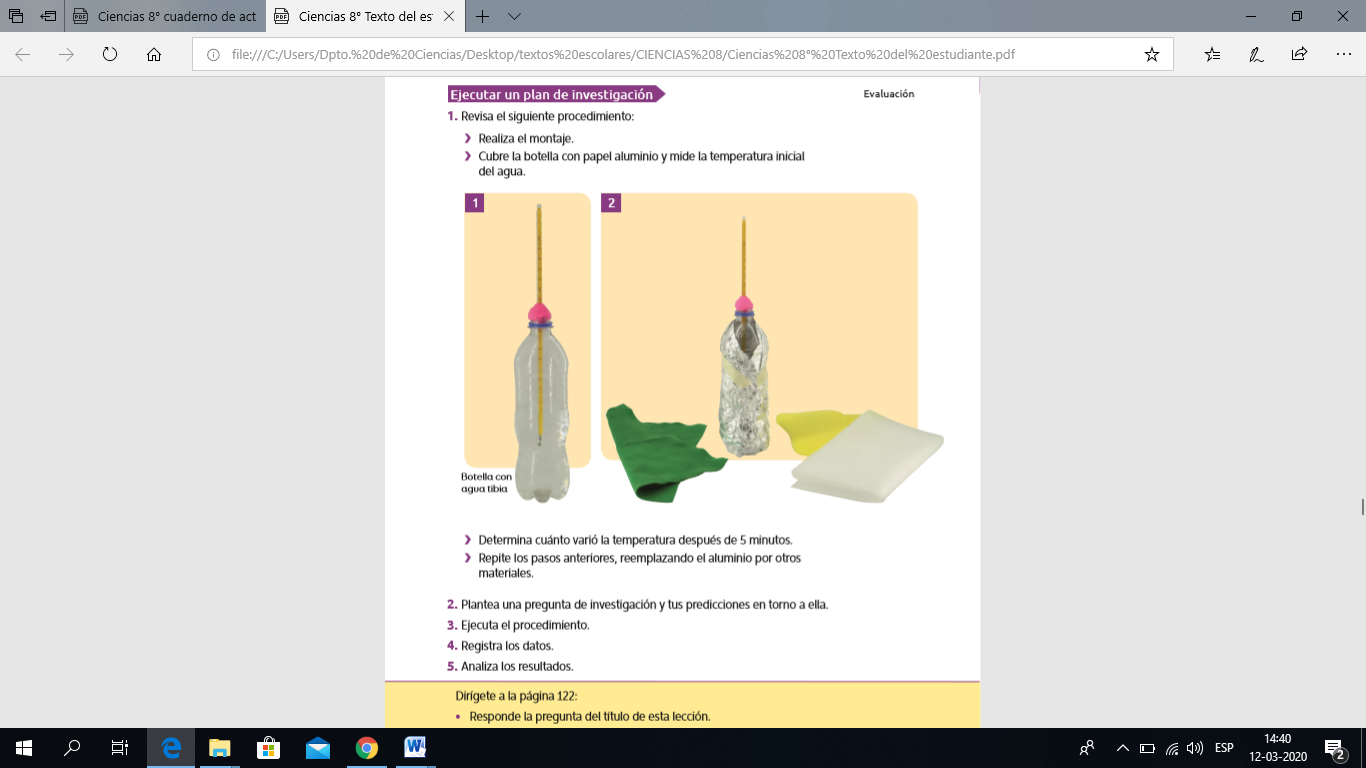 Ciencias 8° cuaderno de act
Ciencias 8° Texto del es
file:///C:/Users/Dpto.%20de%20Ciencias/Desktop/textos%20escolares/CIENCIAS%208/Ciencias%208°%20Texto%20del%20estudiante.pdf
Ejecutar un plan de investigación
Evaluación
1. Revisa el siguiente procedimiento:
❯ Realiza el montaje.
❯ Cubre la botella con papel aluminio y mide la temperatura inicial
del agua.
1
2
Botella con
agua tibia
❯ Determina cuánto varió la temperatura después de 5 minutos.
❯ Repite los pasos anteriores, reemplazando el aluminio por otros
materiales.
2. Plantea una pregunta de investigación y tus predicciones en torno a ella.
3. Ejecuta el procedimiento.
4. Registra los datos.
5. Analiza los resultados.
Dirígete a la página 122:
• Responde la pregunta del título de esta lección.
ESP
14:40
12-03-2020
2